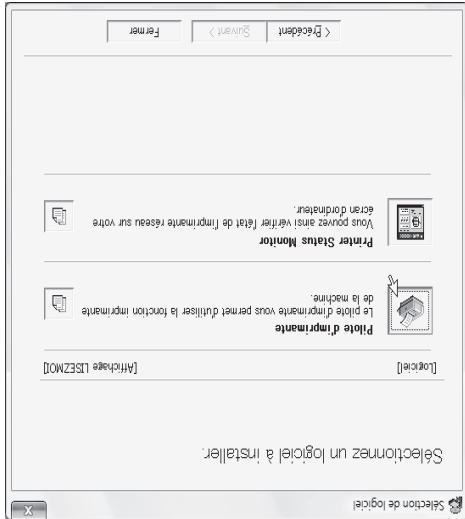 Sélection de logiciel
X
Sélectionnez un logiciel à installer.
[Logiciel] [Affichage LISEZMOI]
Pilote d'imprimante
Le pilote d'imprimante vous permet d'utiliser la fonction imprimante
de la machine.
Printer Status Monitor
Vous pouvez ainsi vérifier l'état de l'imprimante réseau sur votre
écran d'ordinateur.
< Précédent Suivant > Fermer